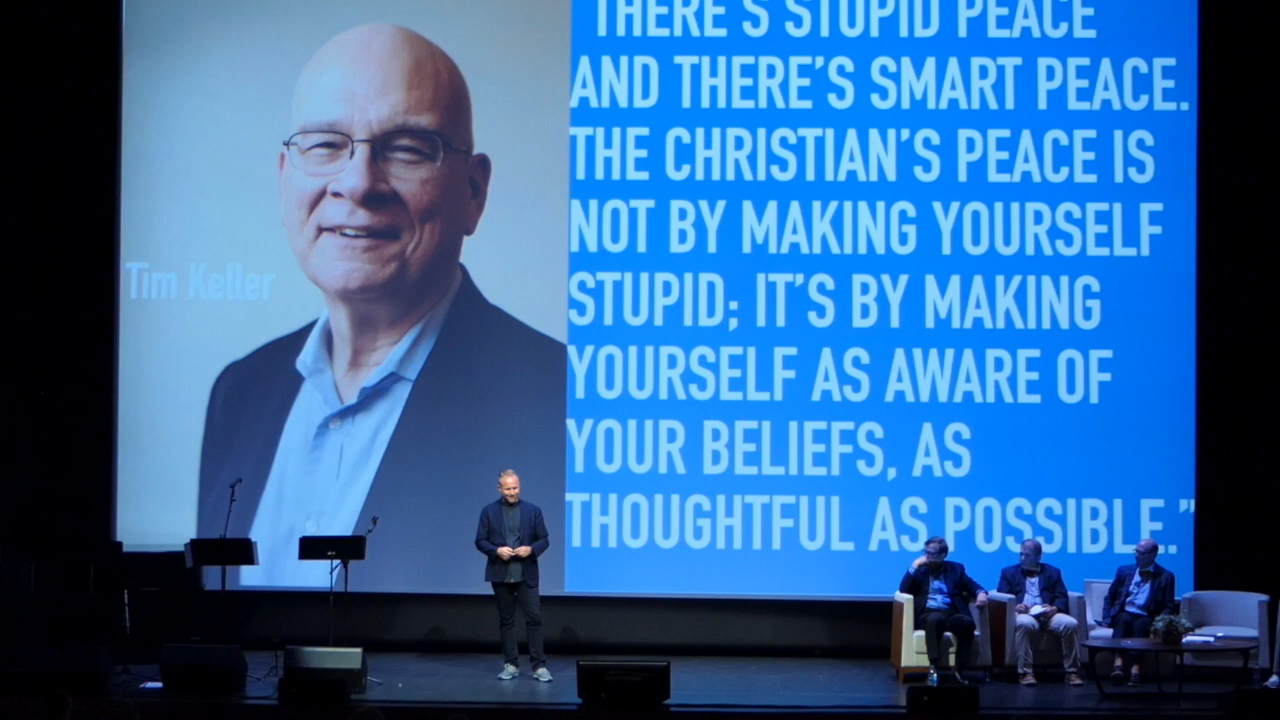 Tim Keller
"THERE'S STUPID PEACE
AND THERE'S SMART PEACE.
THE CHRISTIAN'S PEACE IS
NOT BY MAKING YOURSELF
STUPID; IT'S BY MAKING
YOURSELF AS AWARE OF
YOUR BELIEFS, AS
THOUGHTFUL AS POSSIBLE."